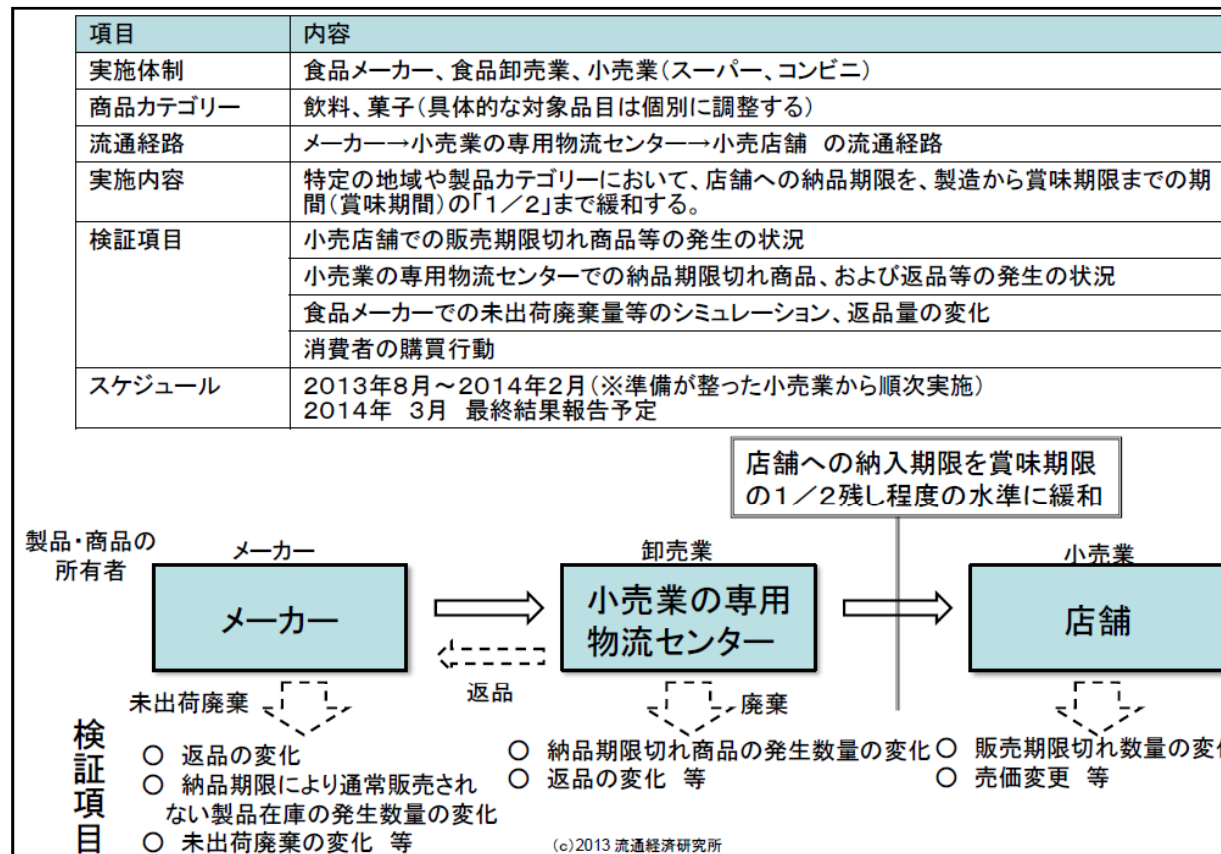 項目 内容
実施体制 食品メーカー、食品卸売業、小売業（スーパー、コンビニ）
商品カテゴリー 飲料、菓子（具体的な対象品目は個別に調整する）
流通経路 メーカー→小売業の専用物流センター→小売店舗 の流通経路
実施内容 特定の地域や製品カテゴリーにおいて、店舗への納品期限を、製造から賞味期限までの期
間（賞味期間）の「１／２」まで緩和する。
検証項目 小売店舗での販売期限切れ商品等の発生の状況
小売業の専用物流センターでの納品期限切れ商品、および返品等の発生の状況
食品メーカーでの未出荷廃棄量等のシミュレーション、返品量の変化
消費者の購買行動
スケジュール ２０１３年８月～２０１４年２月（※準備が整った小売業から順次実施）
２０１４年 ３月 最終結果報告予定
店舗への納入期限を賞味期限
の１／２残し程度の水準に緩和
製品・商品の
所有者
メーカー 卸売業 小売業
メーカー
小売業の専用
物流センター
店舗
返品
未出荷廃棄
廃棄
検証項目
○ 返品の変化
○ 納品期限により通常販売され
ない製品在庫の発生数量の変化
○ 未出荷廃棄の変化 等
○ 納品期限切れ商品の発生数量の変化
○ 返品の変化 等
○ 販売期限切れ数量の変
○ 売価変更 等
(c)2013 流通経済研究所